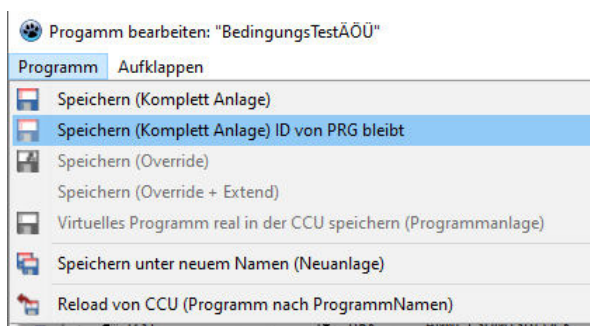 Progamm bearbeiten: "BedingungsTestÄÖÜ"
Programm Aufklappen
Speichern (Komplett Anlage)
Speichern (Komplett Anlage) ID von PRG bleibt
Speichern (Override)
Speichern (Override + Extend)
Virtuelles Programm real in der CCU speichern (Programmanlage)
Speichern unter neuem Namen (Neuanlage)
Reload von CCU (Programm nach ProgrammNamen)